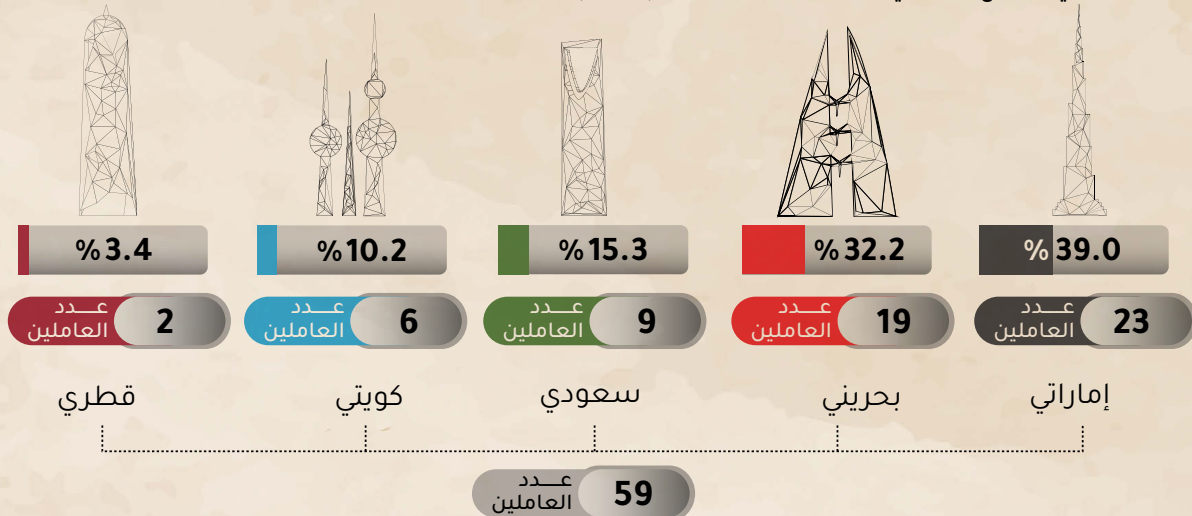 %39.0
%32.2
%15.3
%10.2
%3.4
عـــدد
العاملين
23
عـــدد
العاملين
19
عـــدد
العاملين
9
عـــدد
العاملين
6
عـــدد
العاملين
2
إماراتي
بحريني
سعودي
كويتي
قطري
عـــدد
العاملين
59